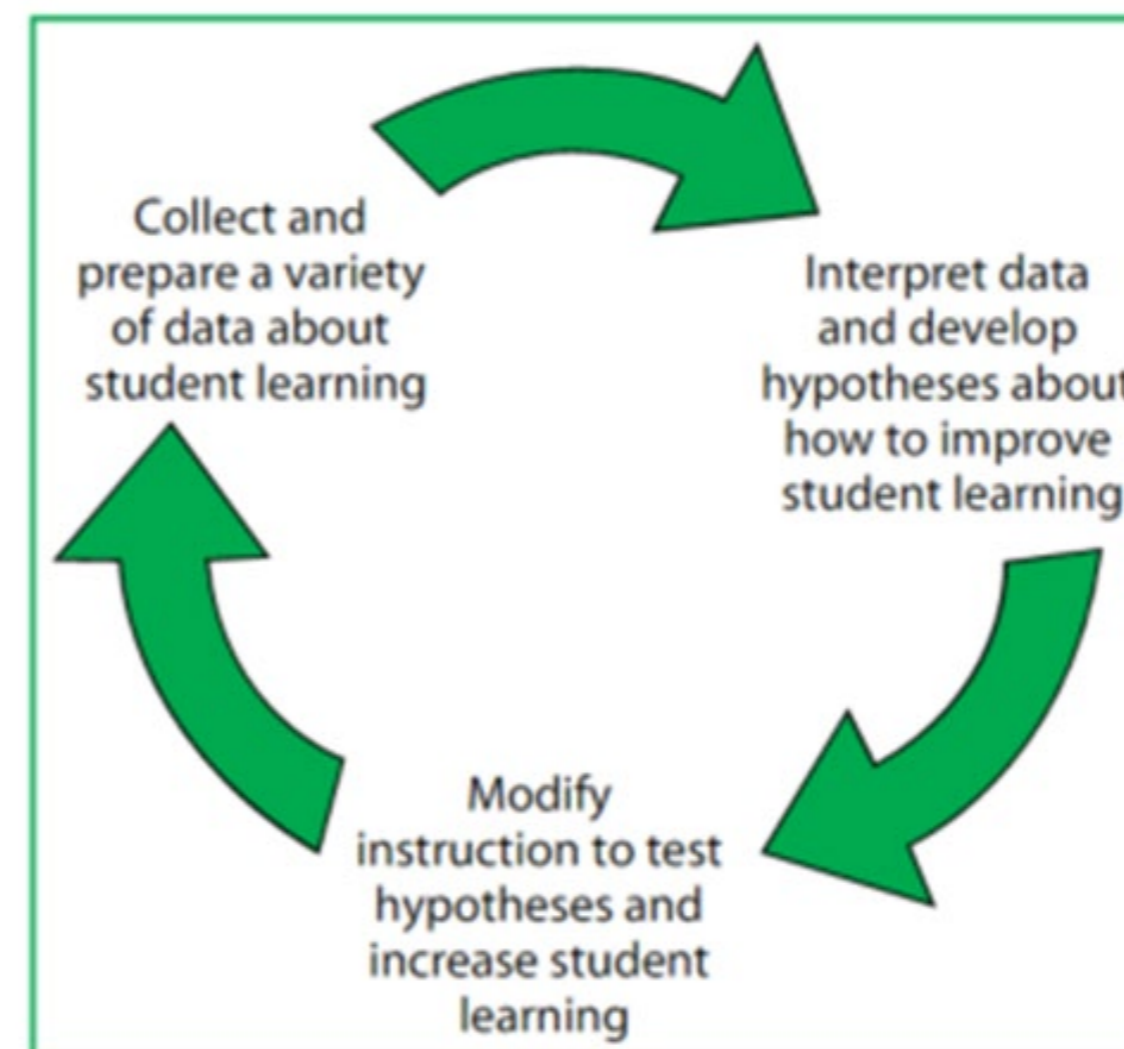 Collect and
prepare a variety
of data about
student learning
Interpret data
and develop
hypotheses about
how to improve
student learning
Modify
instruction to test
hypotheses and
increase student
learning